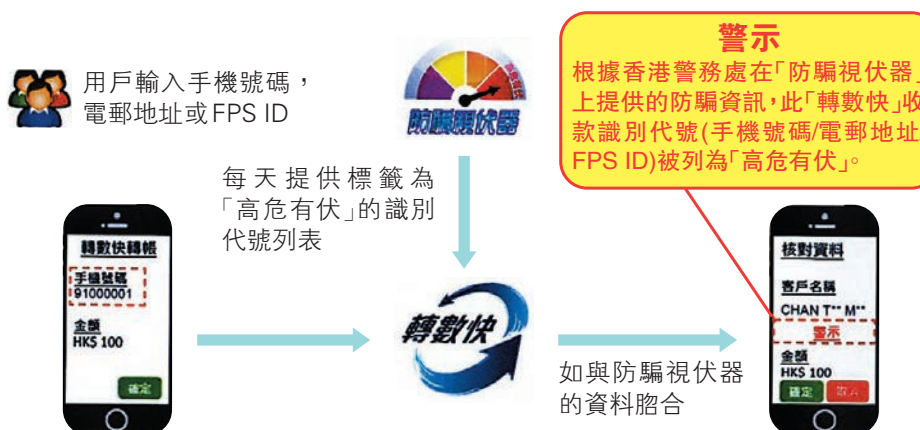 用戶輸入手機號碼，
電郵地址或FPS ID
防騙視伏器
警示
根據香港警務處在「防騙視伏器」
上提供的防騙資訊，此「轉數快」收
款識別代號(手機號碼/電郵地址
FPS ID)被列為「高危有伏」。
每天提供標籤為
「高危有伏」的識別
代號列表
轉數快轉帳
手機號碼
91000001
金額
HK$ 100
確定
轉數快
如與防騙視伏器
的資料脗合
核對資料
客戶名稱
CHAN T** M**
警示
金額
HK$ 100
確定